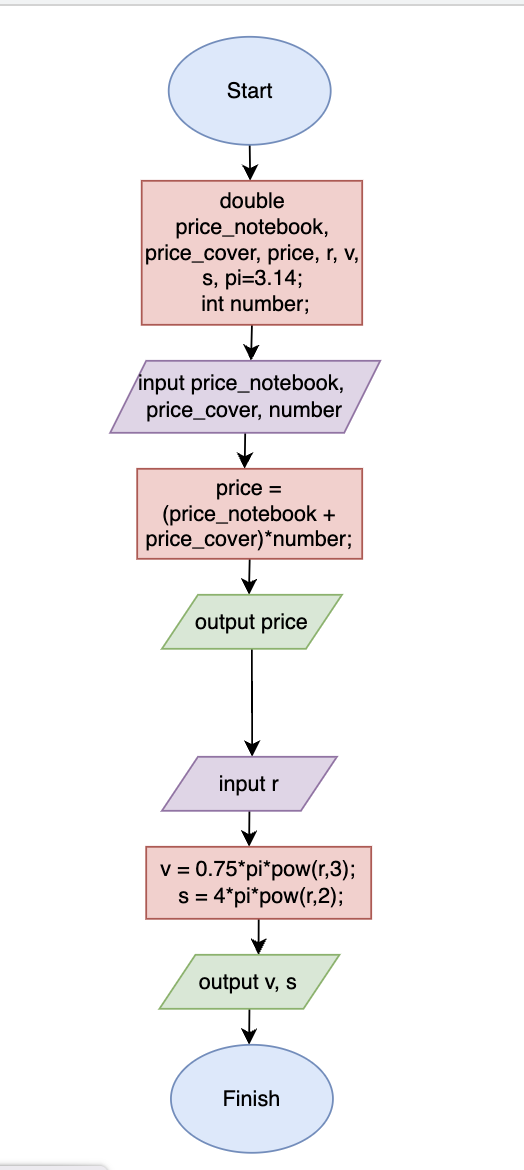 Start
double
price_notebook,
price_cover, price, r, v,
s, pi=3.14;
int number;
input price_notebook,
price_cover, number
price =
(price_notebook +
price_cover)*number;
output price
input r
v = 0.75*pi*pow(r,3);
s = 4*pi*pow(r,2);
output v, s
Finish